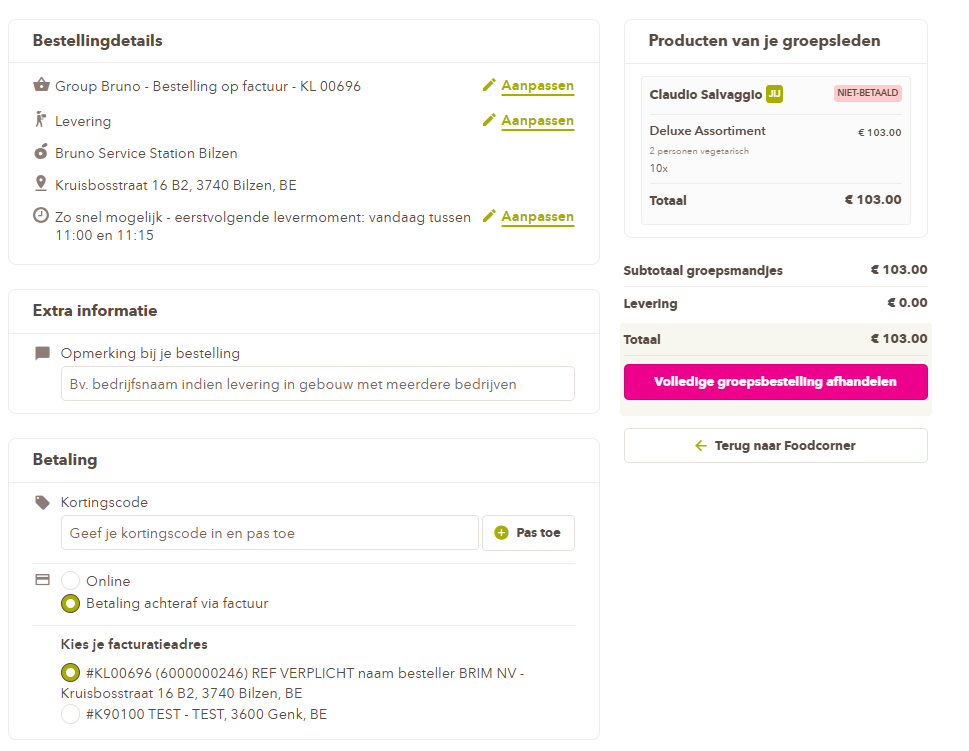 Bestellingdetails
Group Bruno - Bestelling op factuur - KL 00696
Aanpassen
Levering
Aanpassen
Bruno Service Station Bilzen
Kruisbosstraat 16 B2, 3740 Bilzen, BE
Zo snel mogelijk - eerstvolgende levermoment: vandaag tussen
11:00 en 11:15
Aanpassen
Extra informatie
Opmerking bij je bestelling
Bv. bedrijfsnaam indien levering in gebouw met meerdere bedrijven
Betaling
Kortingscode
Geef je kortingscode in en pas toe
Pas toe
Online
Betaling achteraf via factuur
Kies je facturatieadres
#KL00696 (6000000246) REF VERPLICHT naam besteller BRIM NV -
Kruisbosstraat 16 B2, 3740 Bilzen, BE
#K90100 TEST - TEST, 3600 Genk, BE
Producten van je groepsleden
Claudio Salvaggio JIJ
NIET-BETAALD
Deluxe Assortiment
€ 103.00
2 personen vegetarisch
10x
Totaal
€ 103.00
Subtotaal groepsmandjes
€ 103.00
Levering
€ 0.00
Totaal
€ 103.00
Volledige groepsbestelling afhandelen
Terug naar Foodcorner